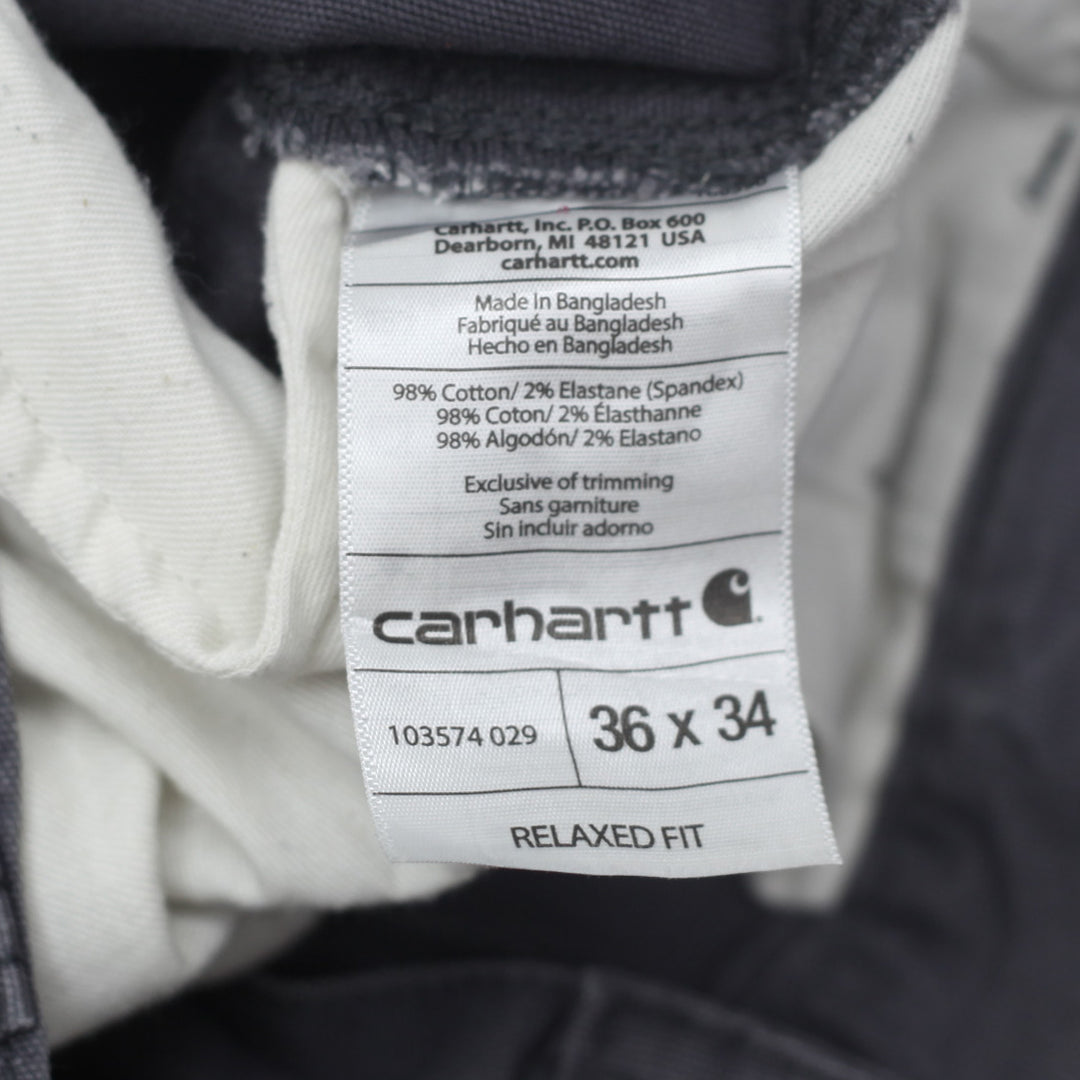 Carhartt, Inc. P.O. Box 600
Dearborn, MI 48121 USA
carhartt.com
Made in Bangladesh
Fabriqué au Bangladesh
Hecho en Bangladesh
98% Cotton/ 2% Elastane (Spandex)
98% Coton/ 2% Élasthanne
98% Algodón/ 2% Elastano
Exclusive of trimming
Sans garniture
Sin incluir adorno
carhartt
103574 029
36 x 34
RELAXED FIT